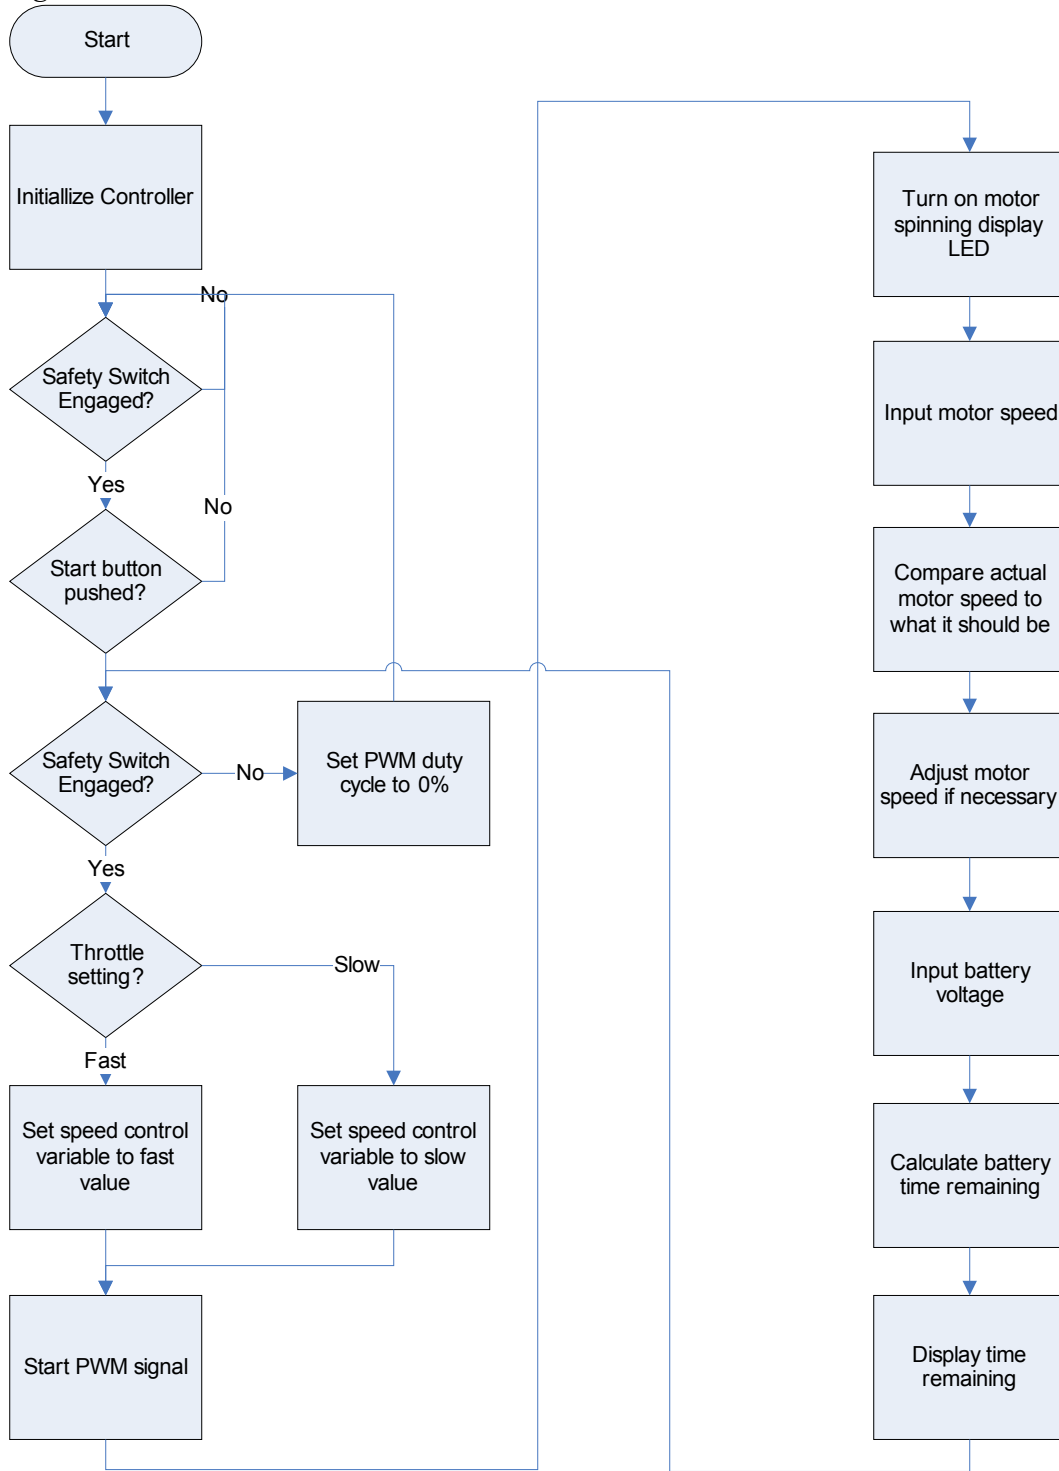 Start
Initiallize Controller
No
Safety Switch
Engaged?
Yes
No
Start button
pushed?
Safety Switch
Engaged?
No
Set PWM duty
cycle to 0%
Yes
Throttle
setting?
Slow
Fast
Set speed control
variable to fast
value
Set speed control
variable to slow
value
Start PWM signal
Turn on motor
spinning display
LED
Input motor speed
Compare actual
motor speed to
what it should be
Adjust motor
speed if necessary
Input battery
voltage
Calculate battery
time remaining
Display time
remaining